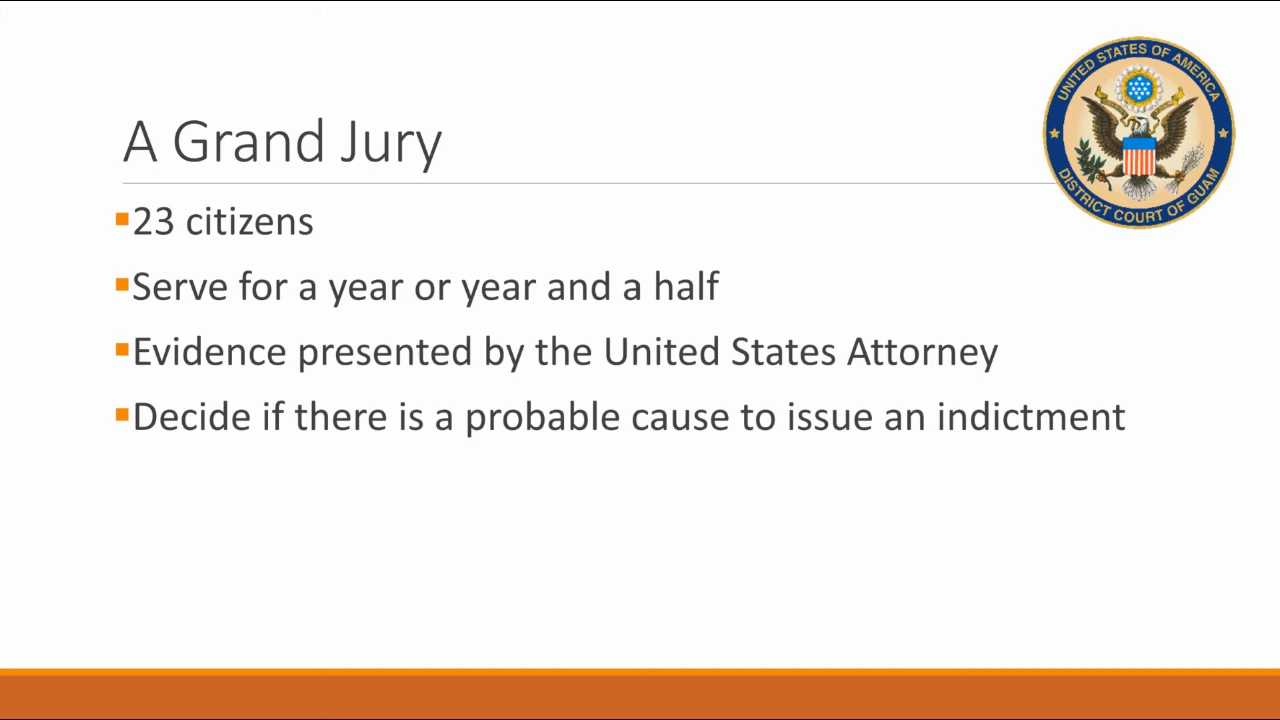 UNITED STATES OF AMERICA
DISTRICT COURT OF GUAM
A Grand Jury
23 citizens
Serve for a year or year and a half
Evidence presented by the United States Attorney
Decide if there is a probable cause to issue an indictment